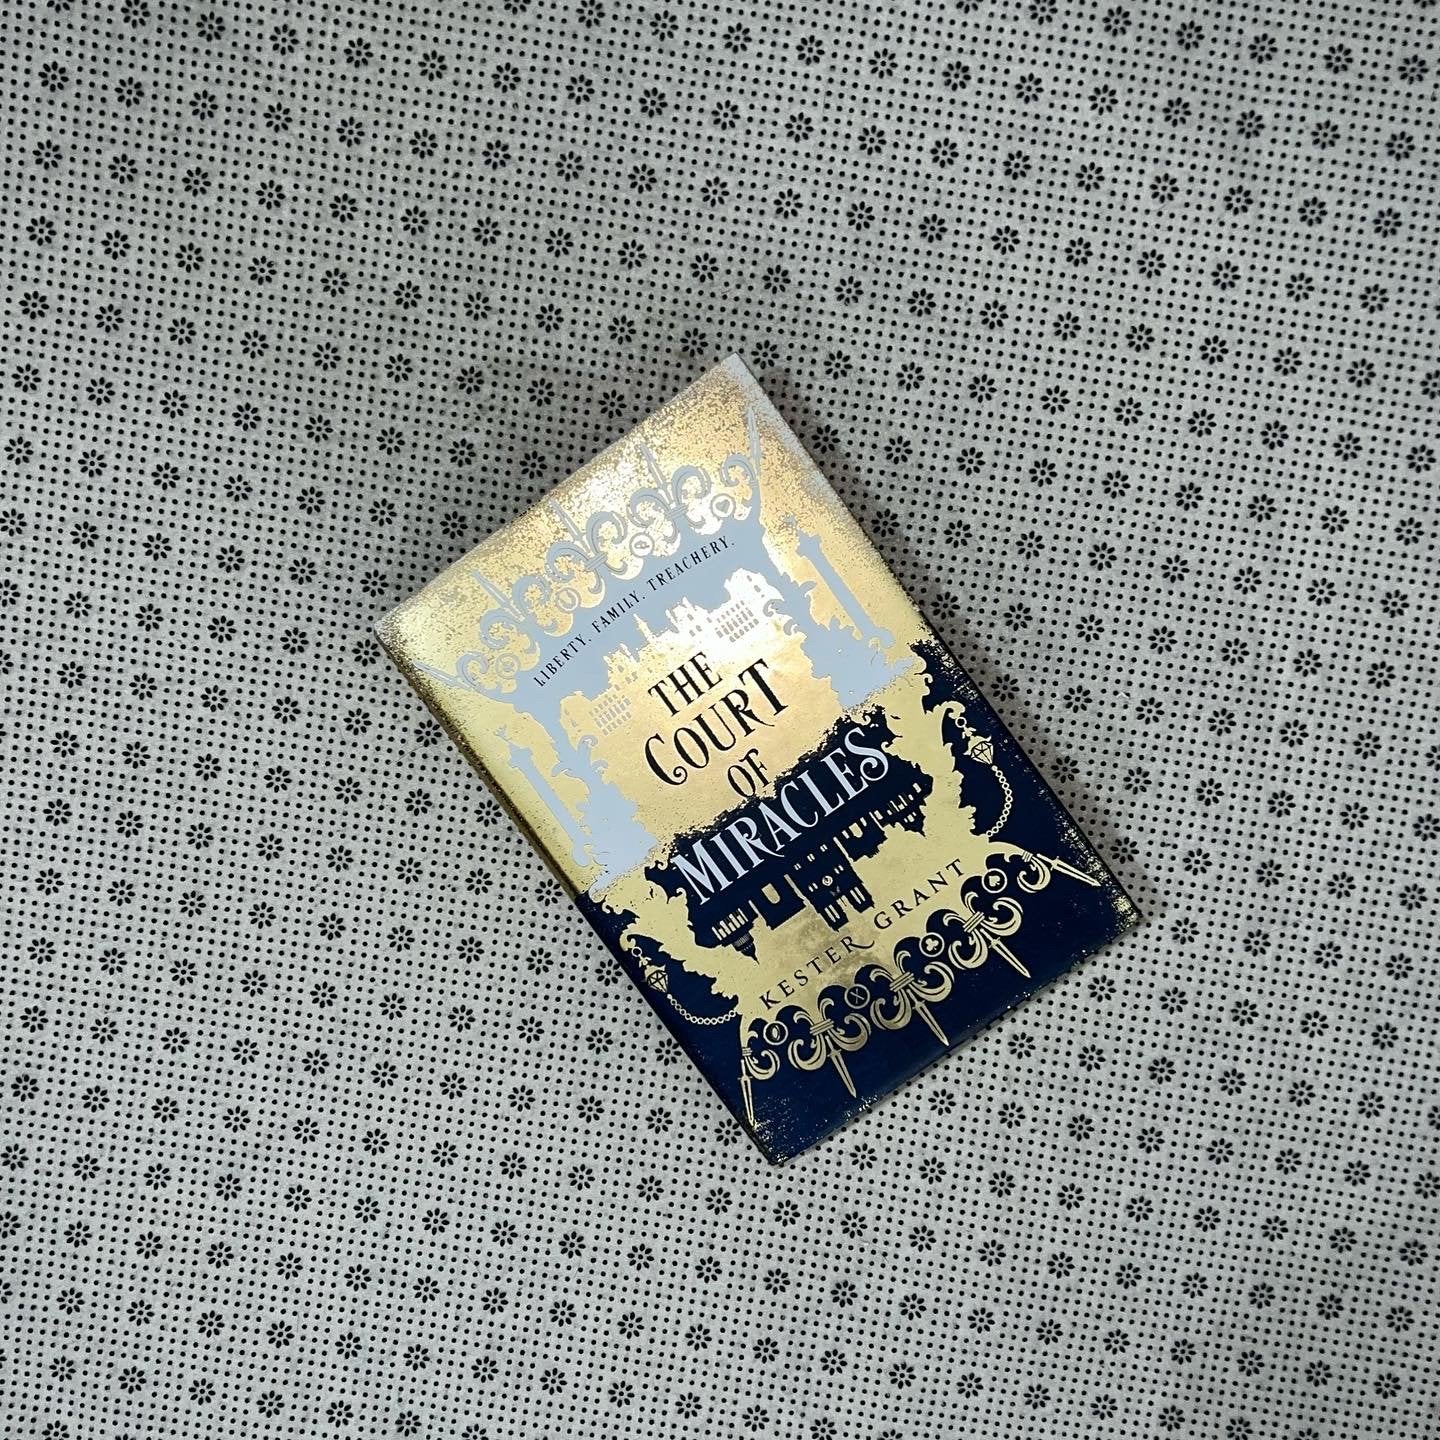 LIBERTY. FAMILY. TREACHERY.
THE
COURT
OF
MIRACLES
KESTER GRANT